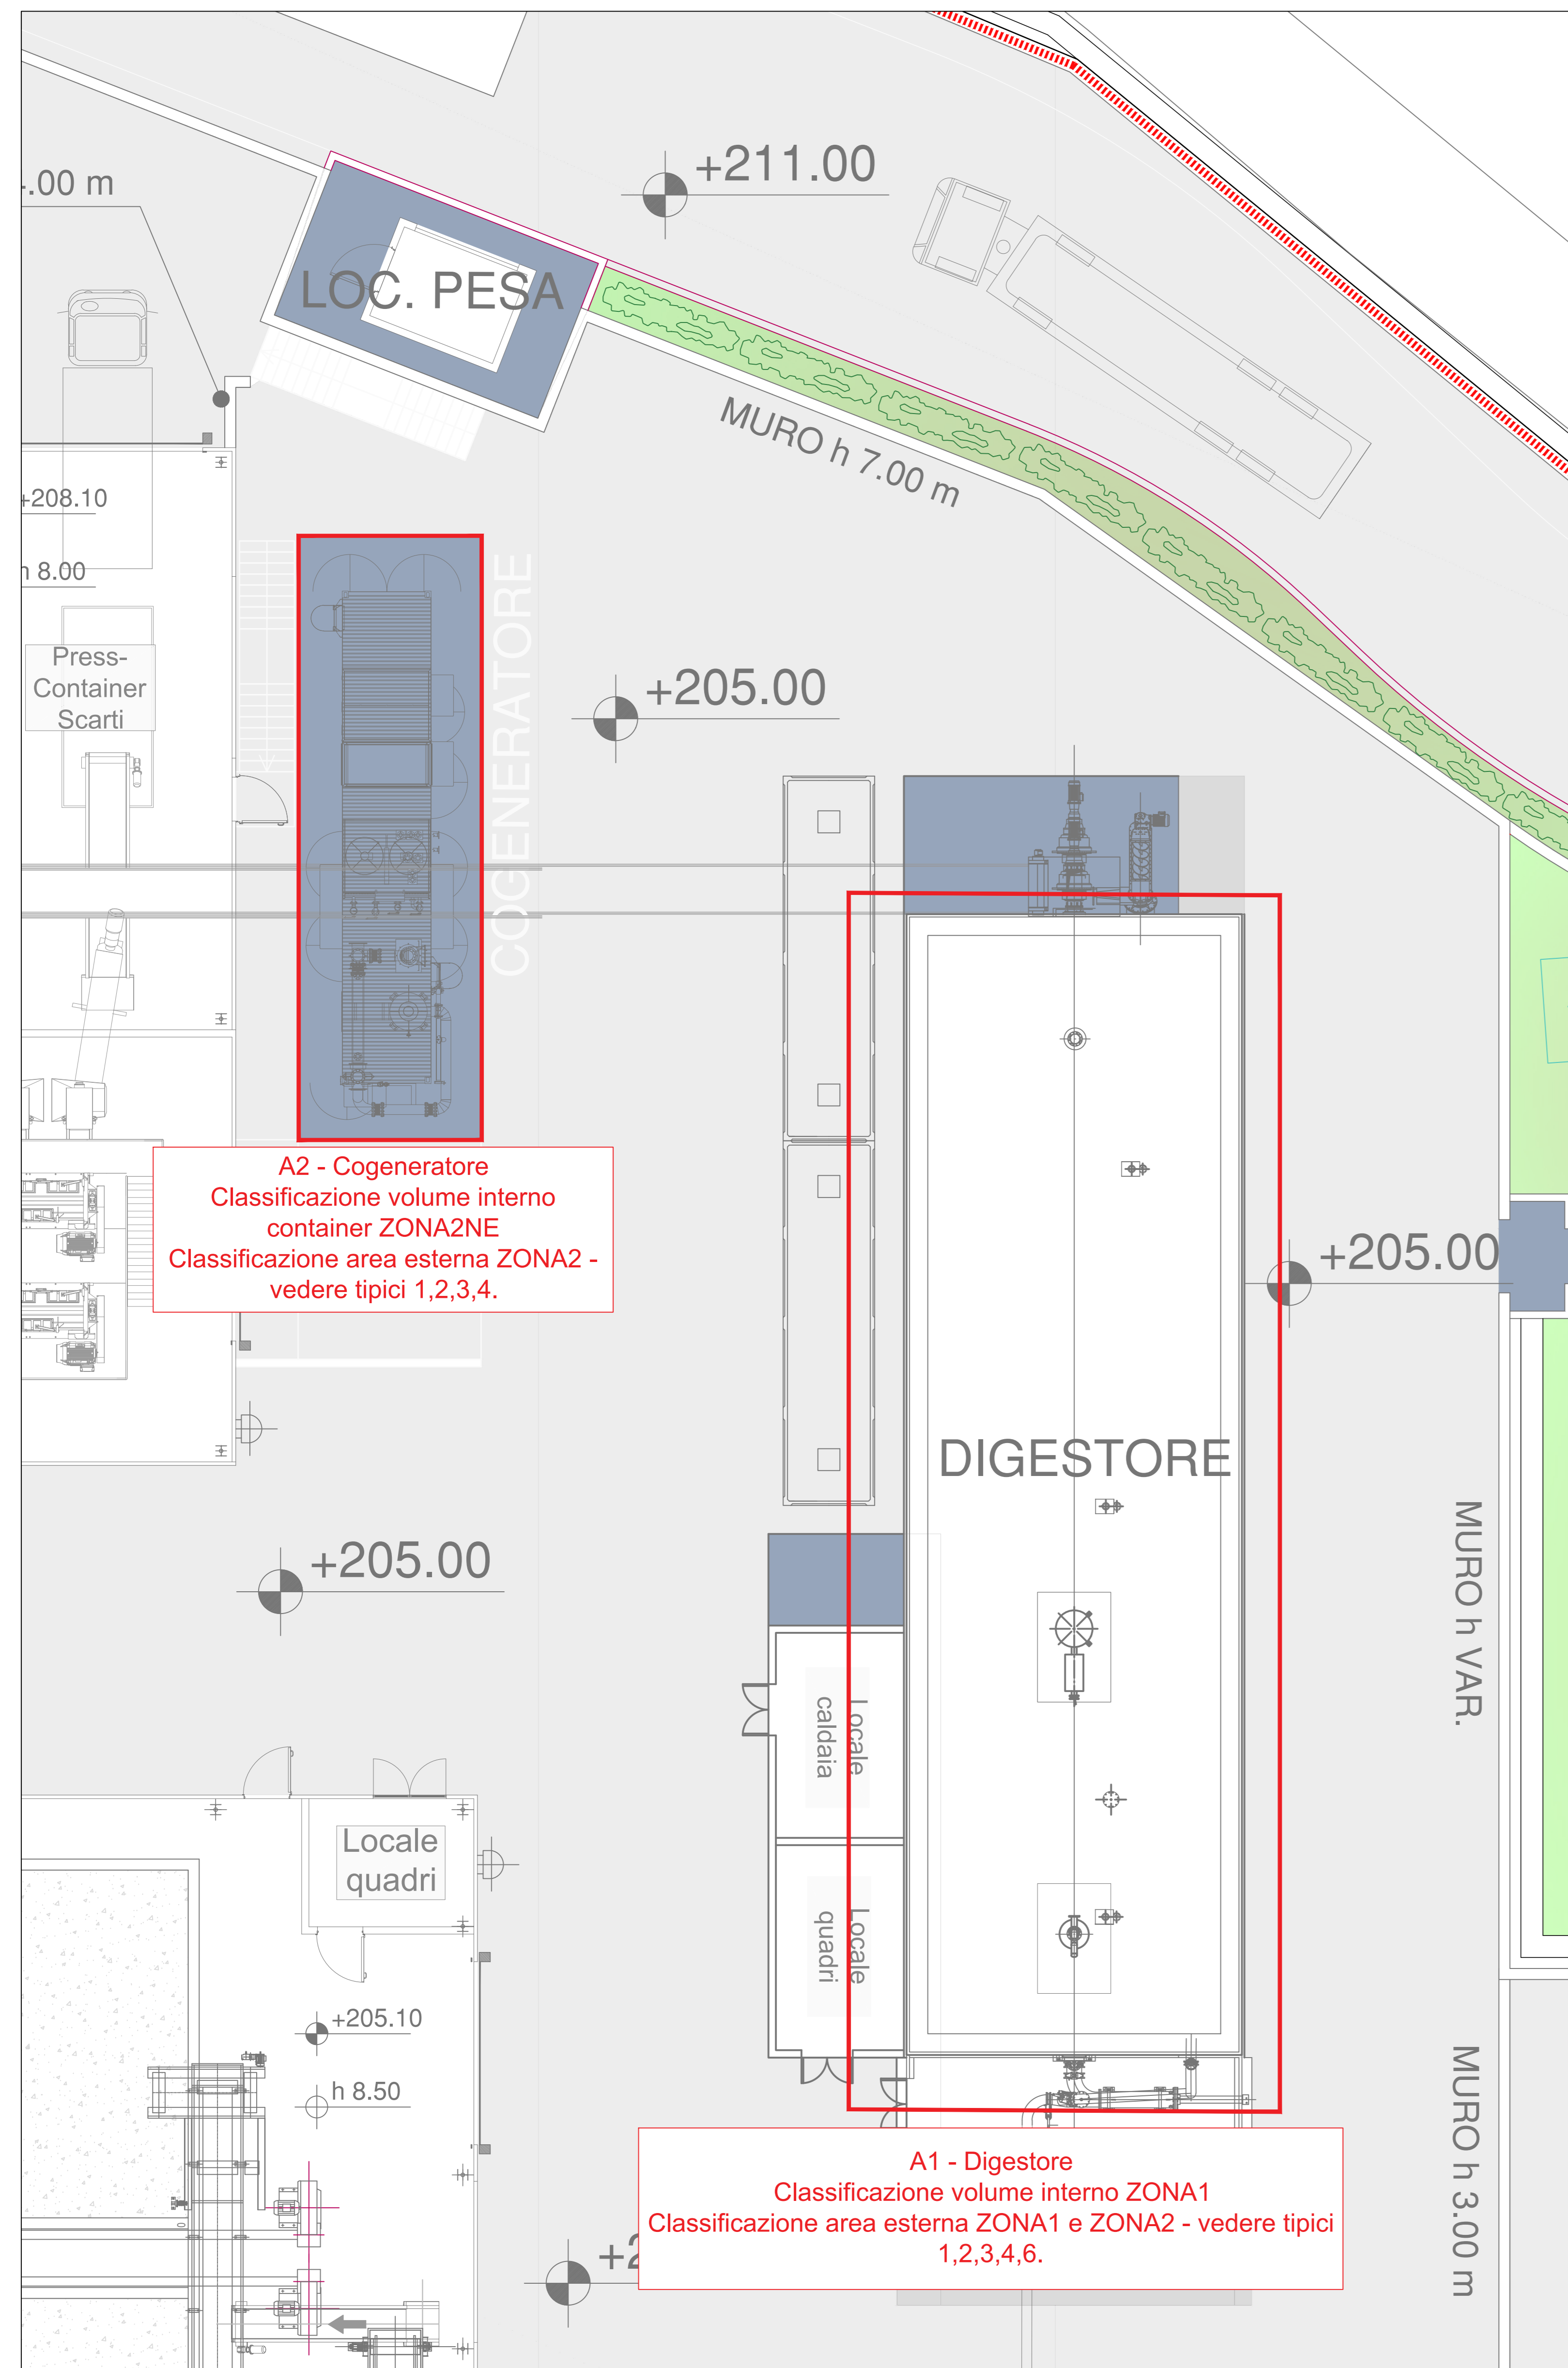 +211.00
.00 m
LOC. PESA
MURO h 7.00 m
+208.10
h 8.00
COGENERATORE
Press-
Container
Scarti
+205.00
A2 - Cogeneratore
Classificazione volume interno
container ZONA2NE
Classificazione area esterna ZONA2 -
vedere tipici 1,2,3,4.
+205.00
DIGESTORE
+205.00
MURO h VAR.
Locale
caldaia
Locale
quadri
Locale
quadri
+205.10
h 8.50
MURO h 3.00 m
A1 - Digestore
Classificazione volume interno ZONA1
Classificazione area esterna ZONA1 e ZONA2 - vedere tipici
1,2,3,4,6.